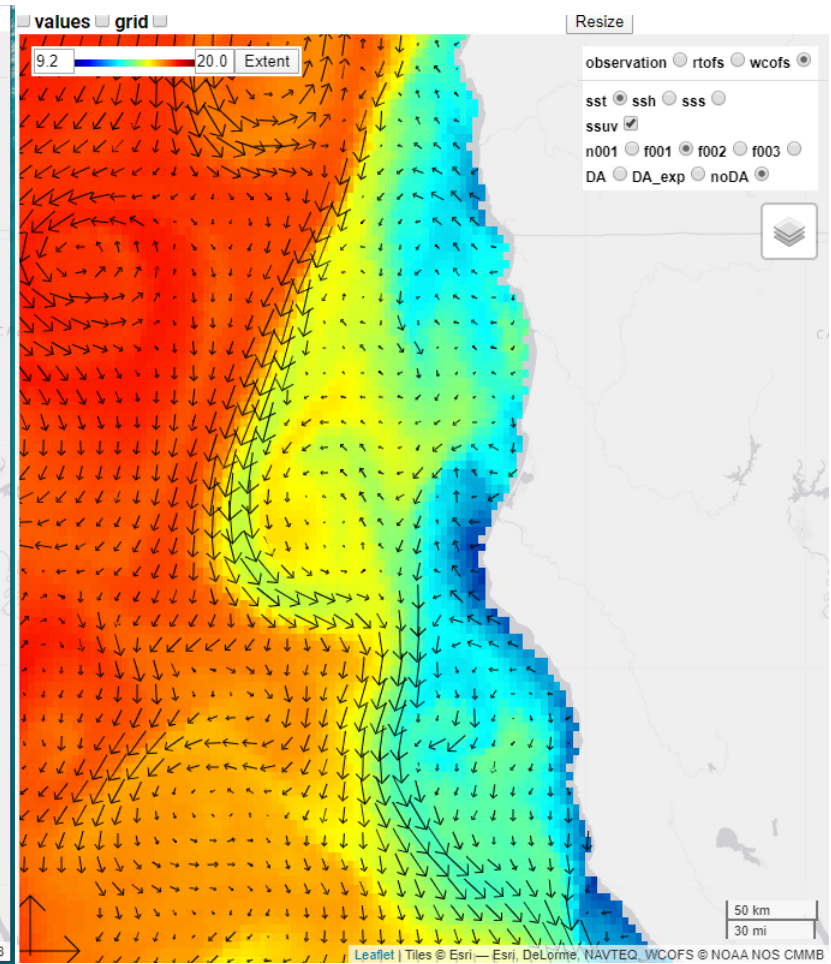 values grid
Resize
9.2 20.0 Extent
observation rtofs wcofs
sst ssh sss
ssuv
n001 f001 f002 f003
DA DA_exp noDA
50 km
30 mi
Leaflet | Tiles © Esri — Esri, DeLorme, NAVTEQ, WCOFS © NOAA NOS CMMB